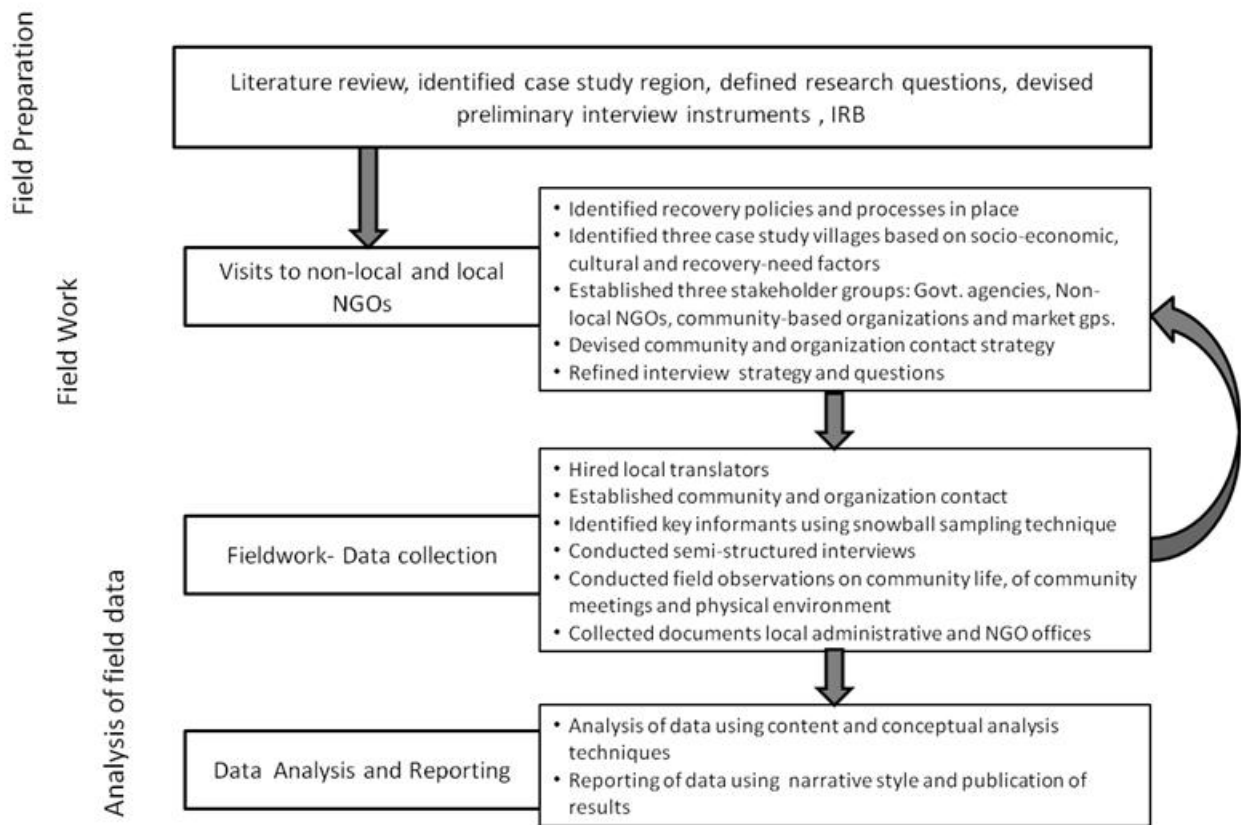 Field Preparation
Literature review, identified case study region, defined research questions, devised
preliminary interview instruments , IRB
Field Work
Visits to non-local and local
NGOs
• Identified recovery policies and processes in place
• Identified three case study villages based on socio-economic,
cultural and recovery-need factors
• Established three stakeholder groups: Govt. agencies, Non-
local NGOs, community-based organizations and market gps.
• Devised community and organization contact strategy
• Refined interview strategy and questions
Fieldwork- Data collection
• Hired local translators
• Established community and organization contact
• Identified key informants using snowball sampling technique
• Conducted semi-structured interviews
• Conducted field observations on community life, of community
meetings and physical environment
• Collected documents local administrative and NGO offices
Analysis of field data
Data Analysis and Reporting
• Analysis of data using content and conceptual analysis
techniques
• Reporting of data using narrative style and publication of
results